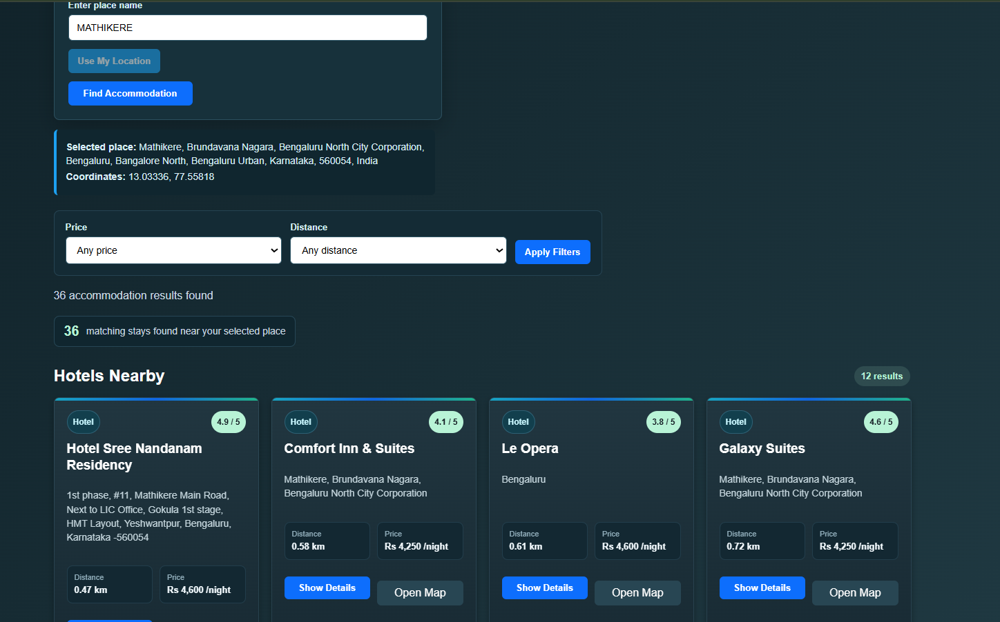 Enter place name
MATHIKERE
Use My Location
Find Accommodation
Selected place: Mathikere, Brundavana Nagara, Bengaluru North City Corporation,
Bengaluru, Bangalore North, Bengaluru Urban, Karnataka, 560054, India
Coordinates: 13.03336, 77.55818
Price
Distance
Any price
Any distance
Apply Filters
36 accommodation results found
36 matching stays found near your selected place
Hotels Nearby
12 results
Hotel
4.9 / 5
Hotel Sree Nandanam
Residency
1st phase, #11, Mathikere Main Road,
Next to LIC Office, Gokula 1st stage,
HMT Layout, Yeshwantpur, Bengaluru,
Karnataka -560054
Distance
0.47 km
Price
Rs 4,600 /night
Hotel
4.1 / 5
Comfort Inn & Suites
Mathikere, Brundavana Nagara,
Bengaluru North City Corporation
Distance
0.58 km
Price
Rs 4,250 /night
Show Details
Open Map
Hotel
3.8 / 5
Le Opera
Bengaluru
Distance
0.61 km
Price
Rs 4,600 /night
Show Details
Open Map
Hotel
4.6 / 5
Galaxy Suites
Mathikere, Brundavana Nagara,
Bengaluru North City Corporation
Distance
0.72 km
Price
Rs 4,250 /night
Show Details
Open Map